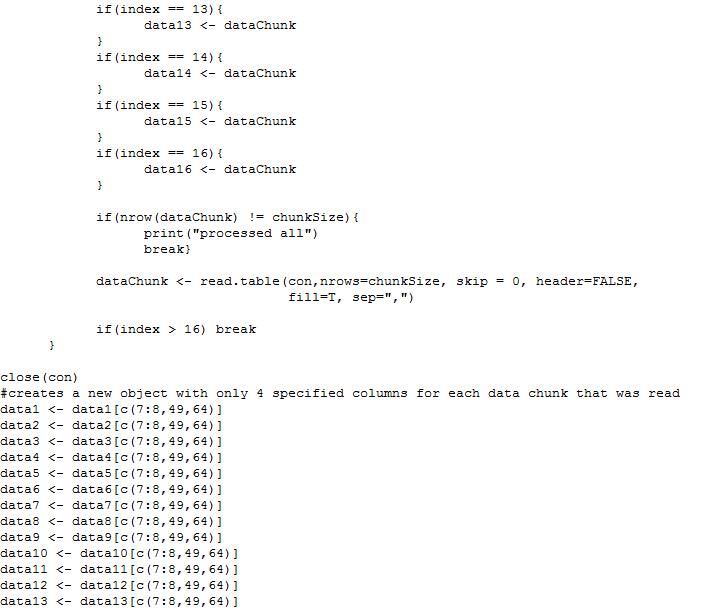 if(index == 13){
data13 <- dataChunk
}
if(index == 14){
data14 <- dataChunk
}
if(index == 15){
data15 <- dataChunk
}
if(index == 16){
data16 <- dataChunk
}
if(nrow(dataChunk) != chunkSize){
print("processed all")
break}
dataChunk <- read.table(con,nrows=chunkSize, skip = 0, header=FALSE,
fill=T, sep=",")
if(index > 16) break
}
close(con)
#creates a new object with only 4 specified columns for each data chunk that was read
data1 <- data1[c(7:8,49,64)]
data2 <- data2[c(7:8,49,64)]
data3 <- data3[c(7:8,49,64)]
data4 <- data4[c(7:8,49,64)]
data5 <- data5[c(7:8,49,64)]
data6 <- data6[c(7:8,49,64)]
data7 <- data7[c(7:8,49,64)]
data8 <- data8[c(7:8,49,64)]
data9 <- data9[c(7:8,49,64)]
data10 <- data10[c(7:8,49,64)]
data11 <- data11[c(7:8,49,64)]
data12 <- data12[c(7:8,49,64)]
data13 <- data13[c(7:8,49,64)]